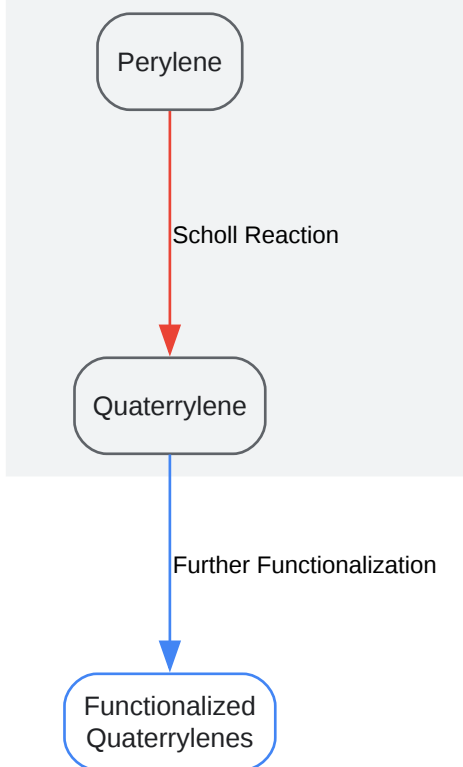 Perylene
Scholl Reaction
Quaterrylene
Further Functionalization
Functionalized
Quaterrylenes